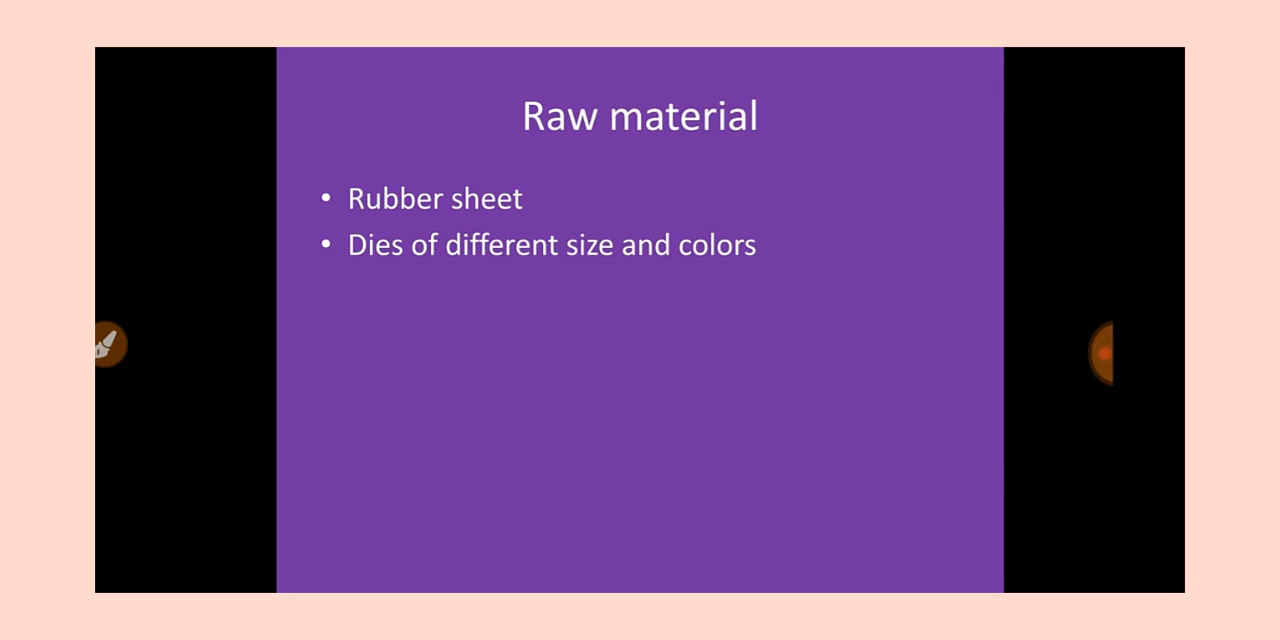 Raw material
• Rubber sheet
• Dies of different size and colors